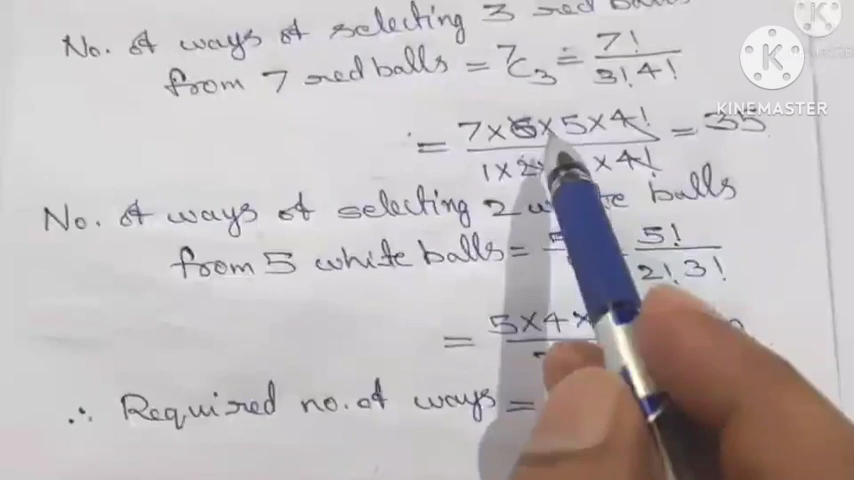 No. of ways of selecting 3 red balls
from 7 red balls = 7C3 = 7! / 3! 4!
= 7×6×5×4! / 1×2× ×4! = 35
No. of ways of selecting 2 balls
from 5 white balls = 5! / 2! 3!
= 5×4×
∴ Required no. of ways =
KINEMASTER